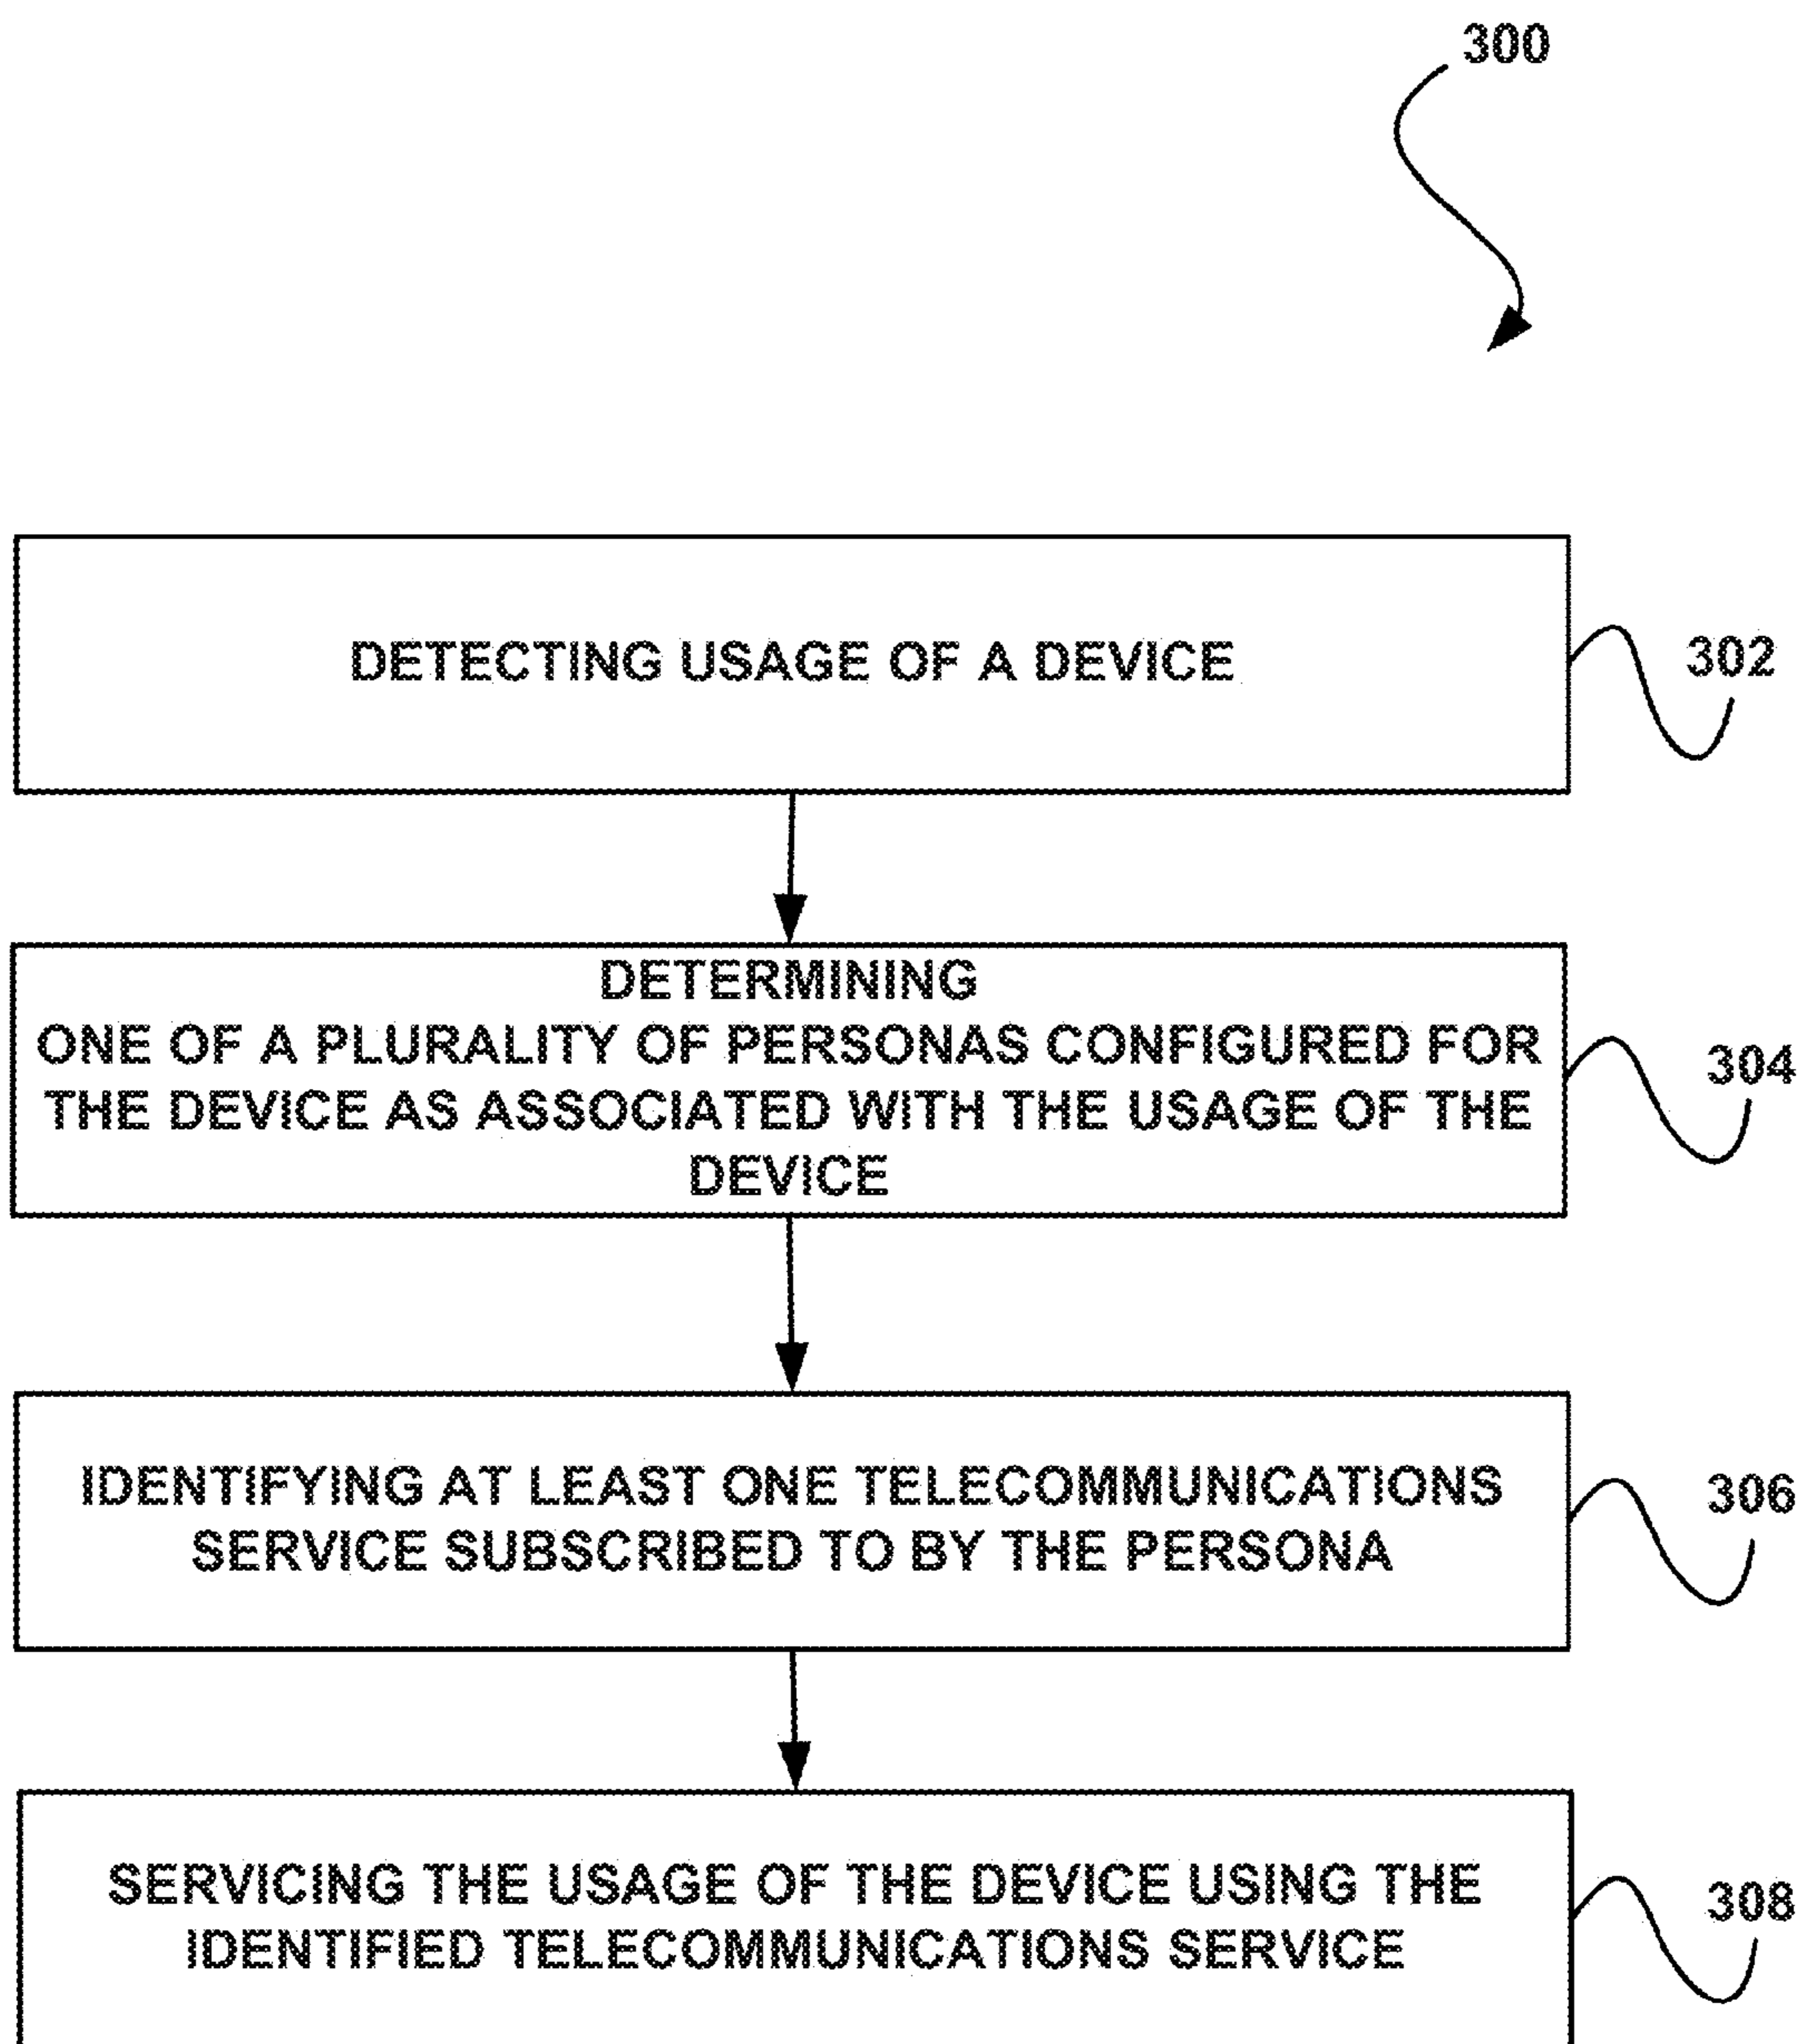 300
DETECTING USAGE OF A DEVICE
302
DETERMINING
ONE OF A PLURALITY OF PERSONAS CONFIGURED FOR
THE DEVICE AS ASSOCIATED WITH THE USAGE OF THE
DEVICE
304
IDENTIFYING AT LEAST ONE TELECOMMUNICATIONS
SERVICE SUBSCRIBED TO BY THE PERSONA
306
SERVICING THE USAGE OF THE DEVICE USING THE
IDENTIFIED TELECOMMUNICATIONS SERVICE
308